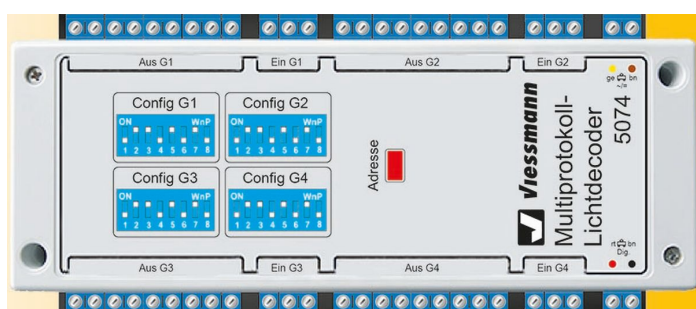 Aus G1
Ein G1
Aus G2
Ein G2
ge bn
~/=
Config G1
ON WnP
1 2 3 4 5 6 7 8
Config G2
ON WnP
1 2 3 4 5 6 7 8
Config G3
ON WnP
1 2 3 4 5 6 7 8
Config G4
ON WnP
1 2 3 4 5 6 7 8
Adresse
Viessmann
Multiprotokoll-
Lichtdecoder
5074
rt bn
Dig.
Aus G3
Ein G3
Aus G4
Ein G4